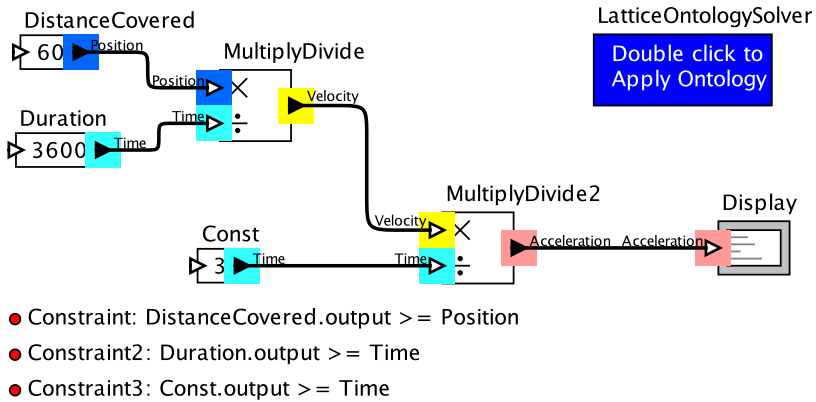 DistanceCovered
LatticeOntologySolver
60
Position
MultiplyDivide
Double click to
Apply Ontology
Position
×
Velocity
Duration
Time
÷
3600
Time
MultiplyDivide2
Display
Const
Velocity
×
Acceleration
Acceleration
3
Time
Time
÷
Constraint: DistanceCovered.output >= Position
Constraint2: Duration.output >= Time
Constraint3: Const.output >= Time